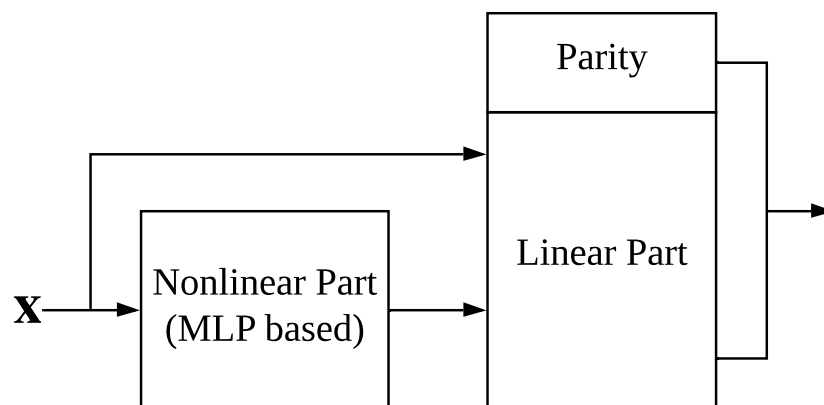 Parity
Linear Part
Nonlinear Part
(MLP based)
x